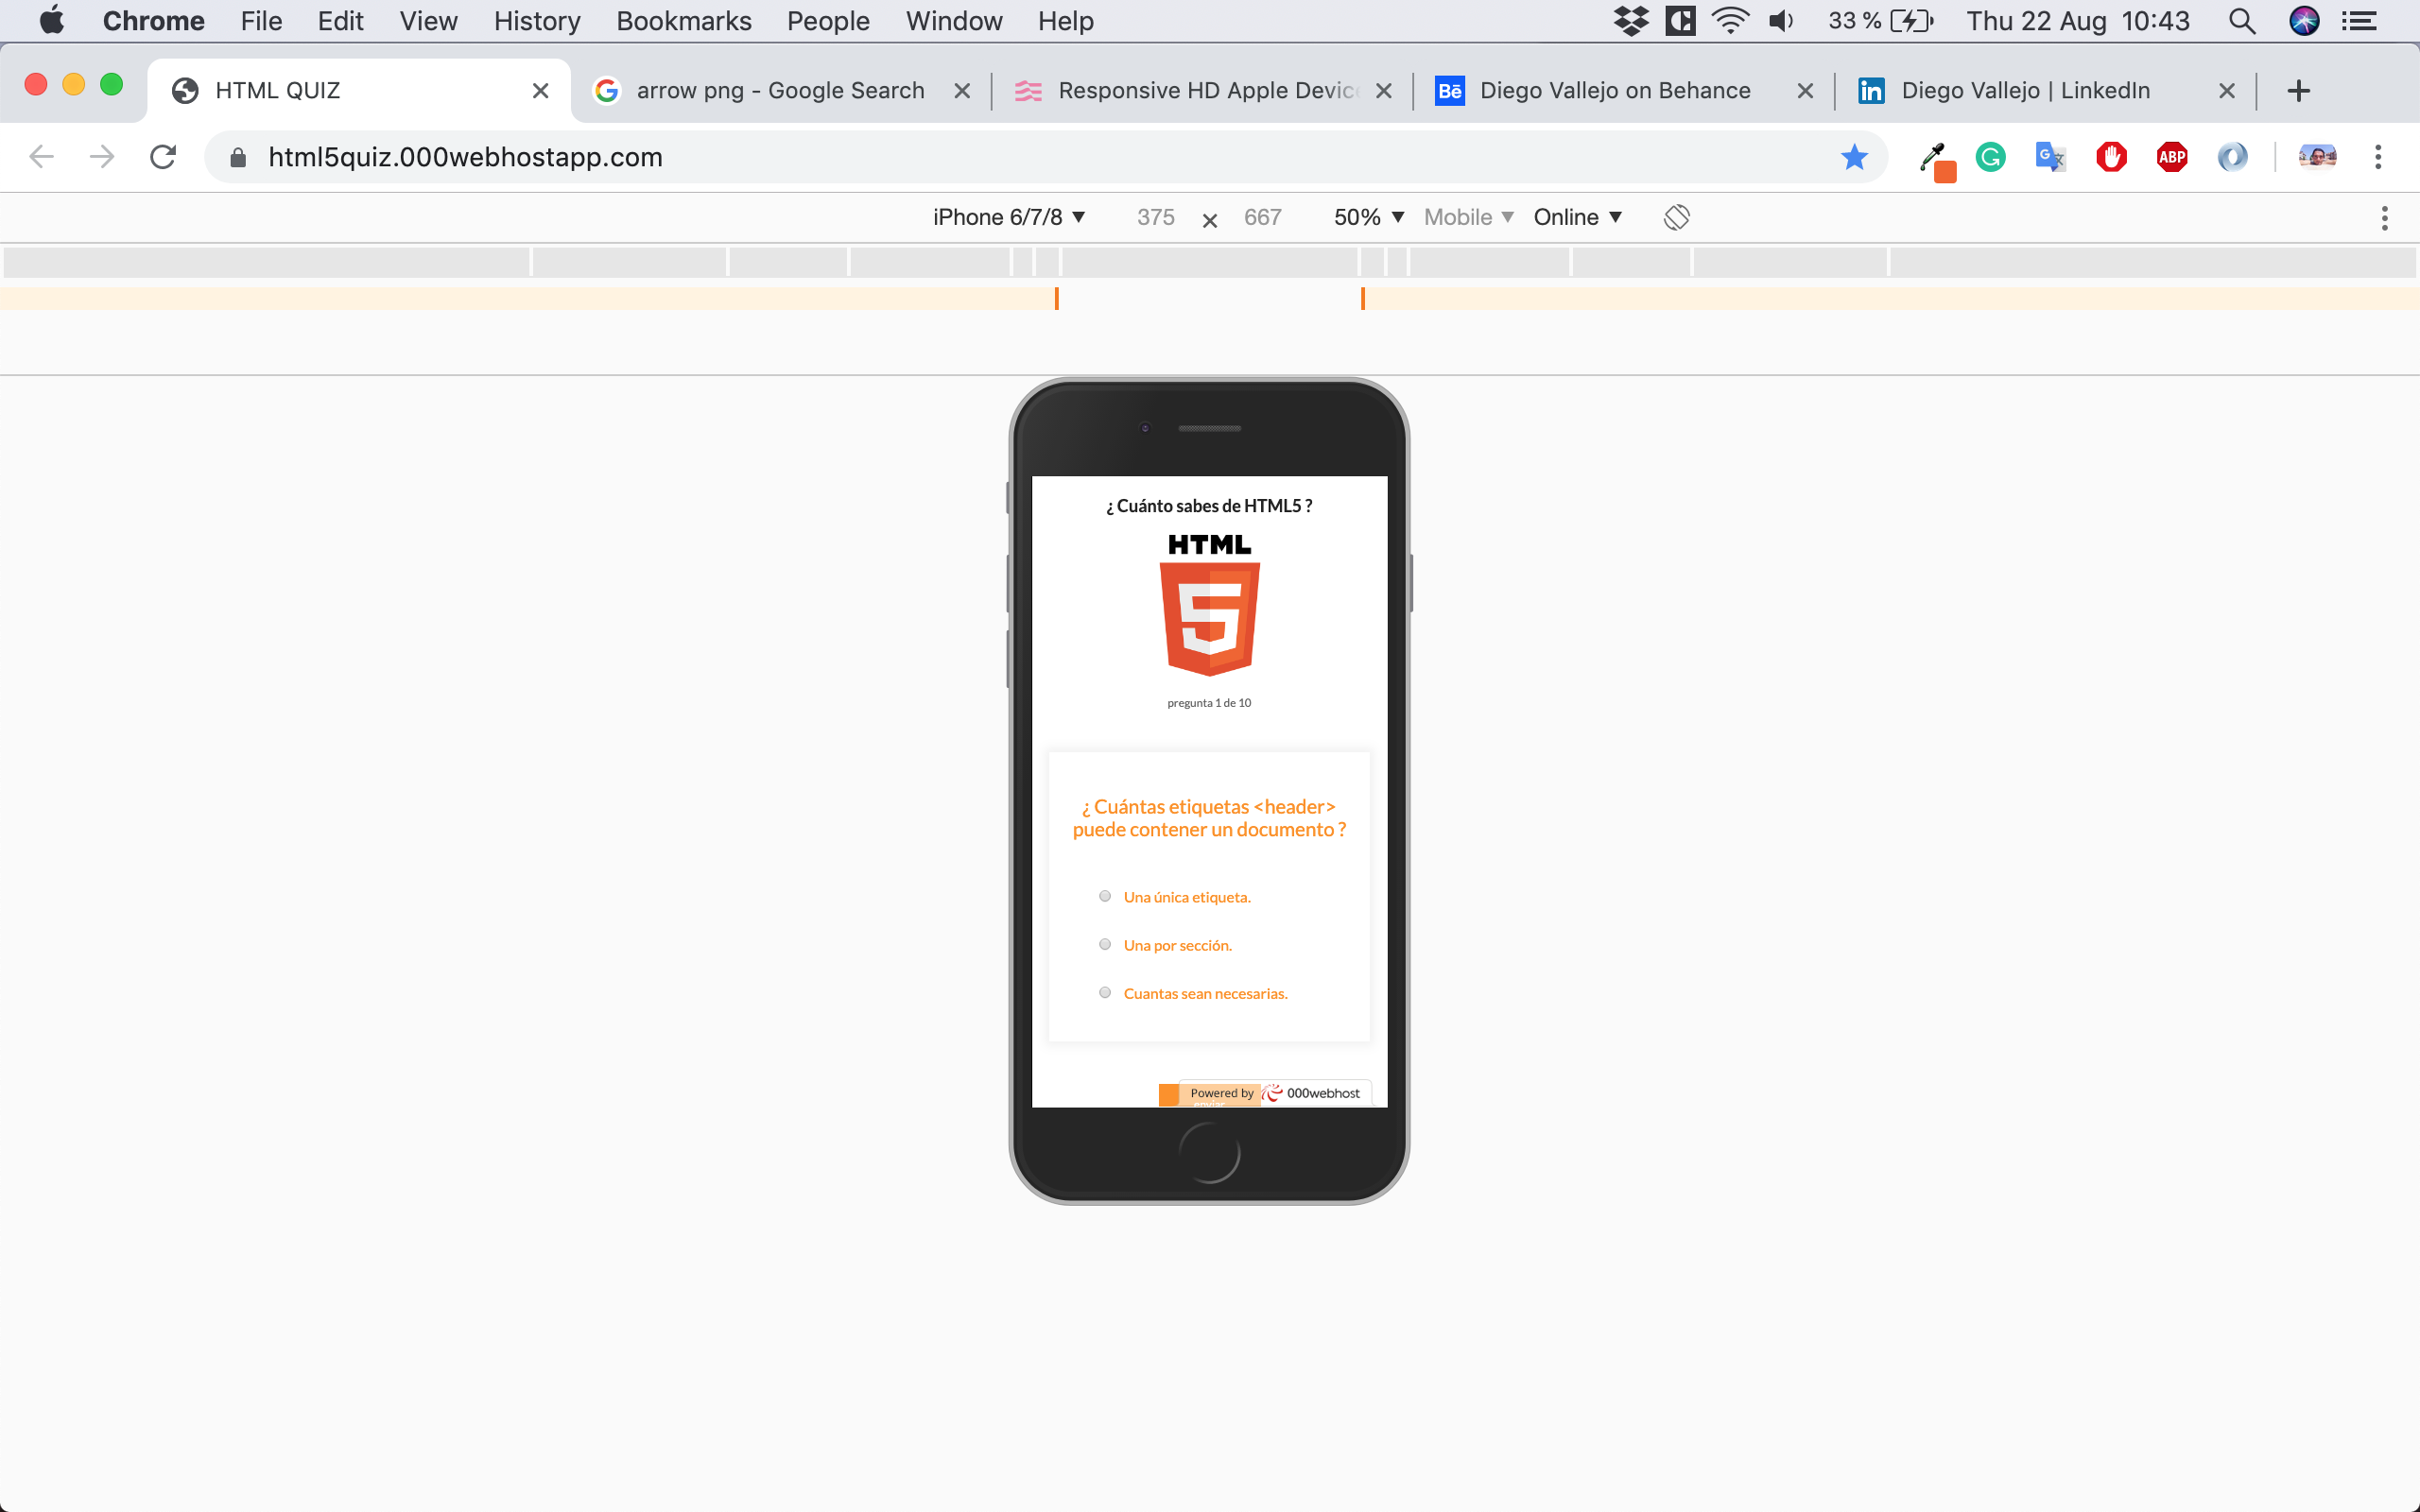 Chrome File Edit View History Bookmarks People Window Help 33 % Thu 22 Aug 10:43
HTML QUIZ arrow png - Google Search Responsive HD Apple Devic Bē Diego Vallejo on Behance in Diego Vallejo | LinkedIn
html5quiz.000webhostapp.com G ABP
iPhone 6/7/8 375 × 667 50% Mobile Online
¿ Cuánto sabes de HTML5 ?
HTML
5
pregunta 1 de 10
¿ Cuántas etiquetas <header>
puede contener un documento ?
Una única etiqueta.
Una por sección.
Cuantas sean necesarias.
Powered by 000webhost